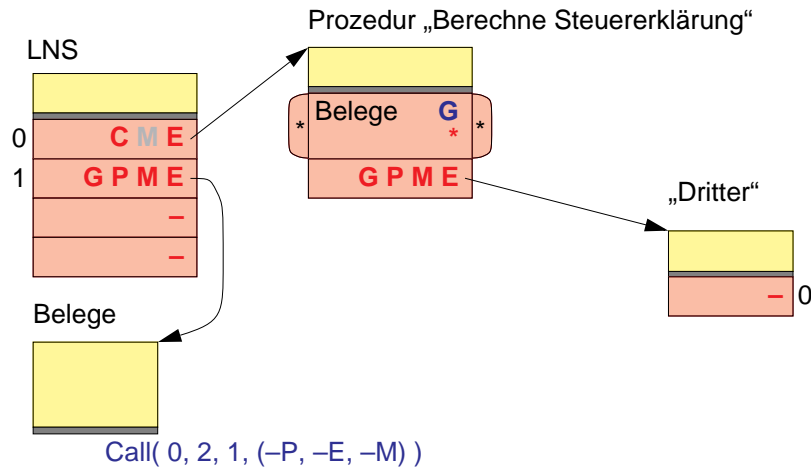 Prozedur „Berechne Steuererklärung“
LNS
Belege G
* * *
0 C M E
1 G P M E
G P M E
–
–
„Dritter“
– 0
Belege
Call( 0, 2, 1, (–P, –E, –M) )